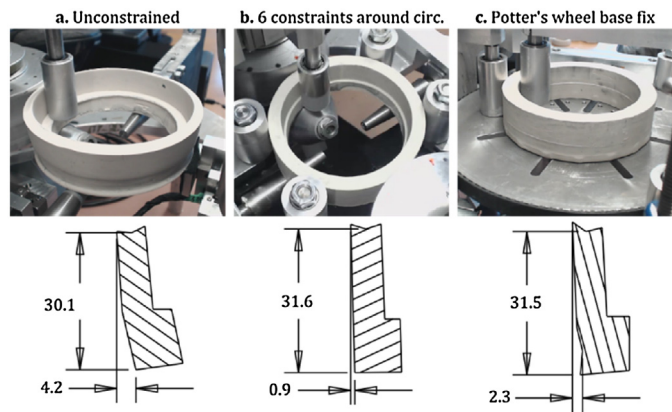 a. Unconstrained
b. 6 constraints around circ.
c. Potter's wheel base fix
30.1
4.2
31.6
0.9
31.5
2.3